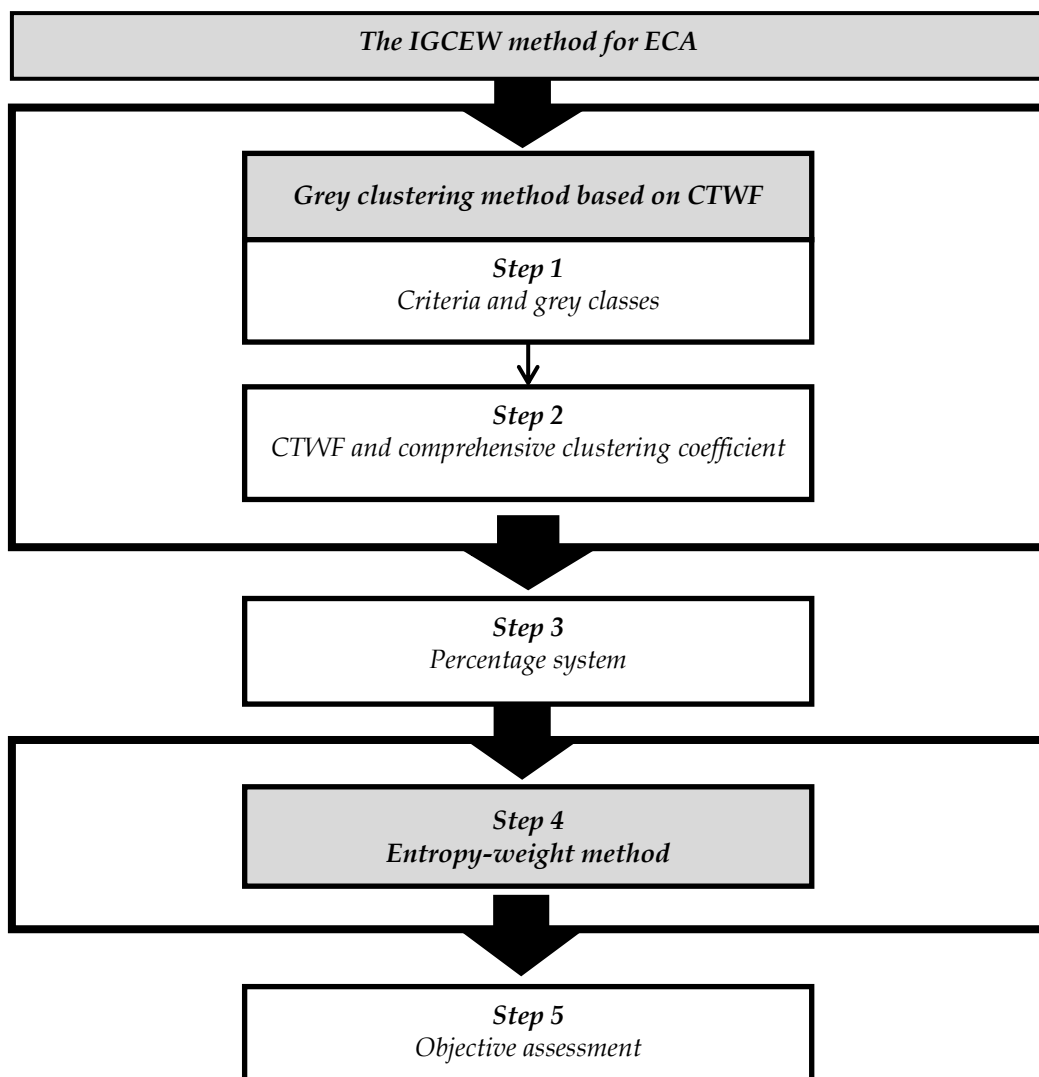 The IGCEW method for ECA
Grey clustering method based on CTWF
Step 1
Criteria and grey classes
Step 2
CTWF and comprehensive clustering coefficient
Step 3
Percentage system
Step 4
Entropy-weight method
Step 5
Objective assessment